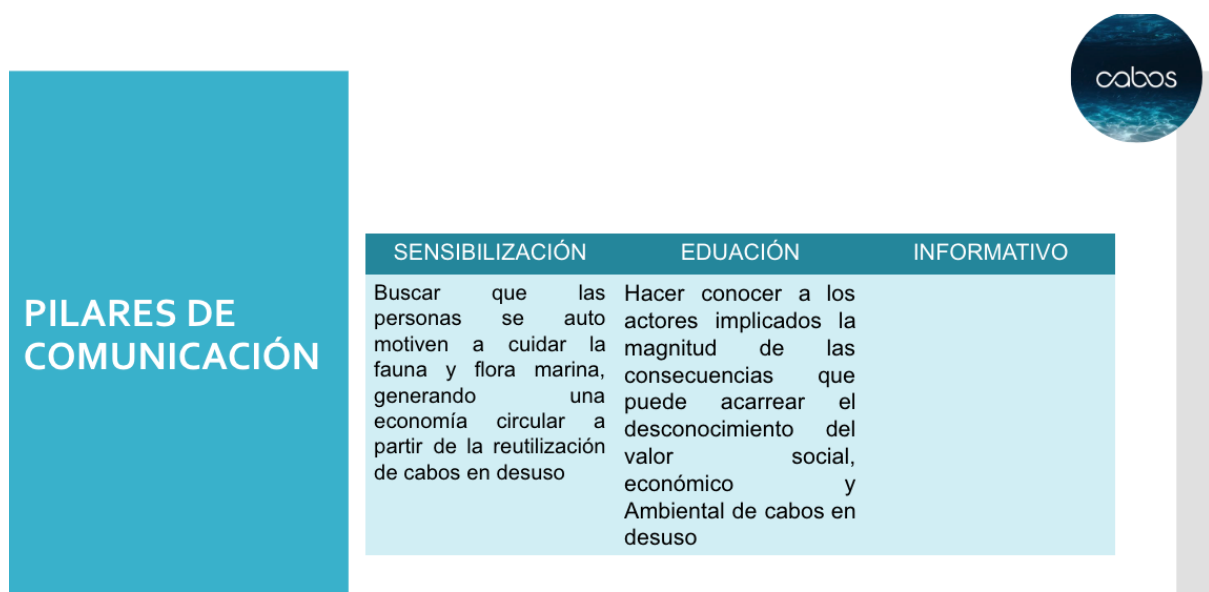 cabos
PILARES DE
COMUNICACIÓN
SENSIBILIZACIÓN
EDUACIÓN
INFORMATIVO
Buscar que las
personas se auto
motiven a cuidar la
fauna y flora marina,
generando una
economía circular a
partir de la reutilización
de cabos en desuso
Hacer conocer a los
actores implicados la
magnitud de las
consecuencias que
puede acarrear el
desconocimiento del
valor social,
económico y
Ambiental de cabos en
desuso